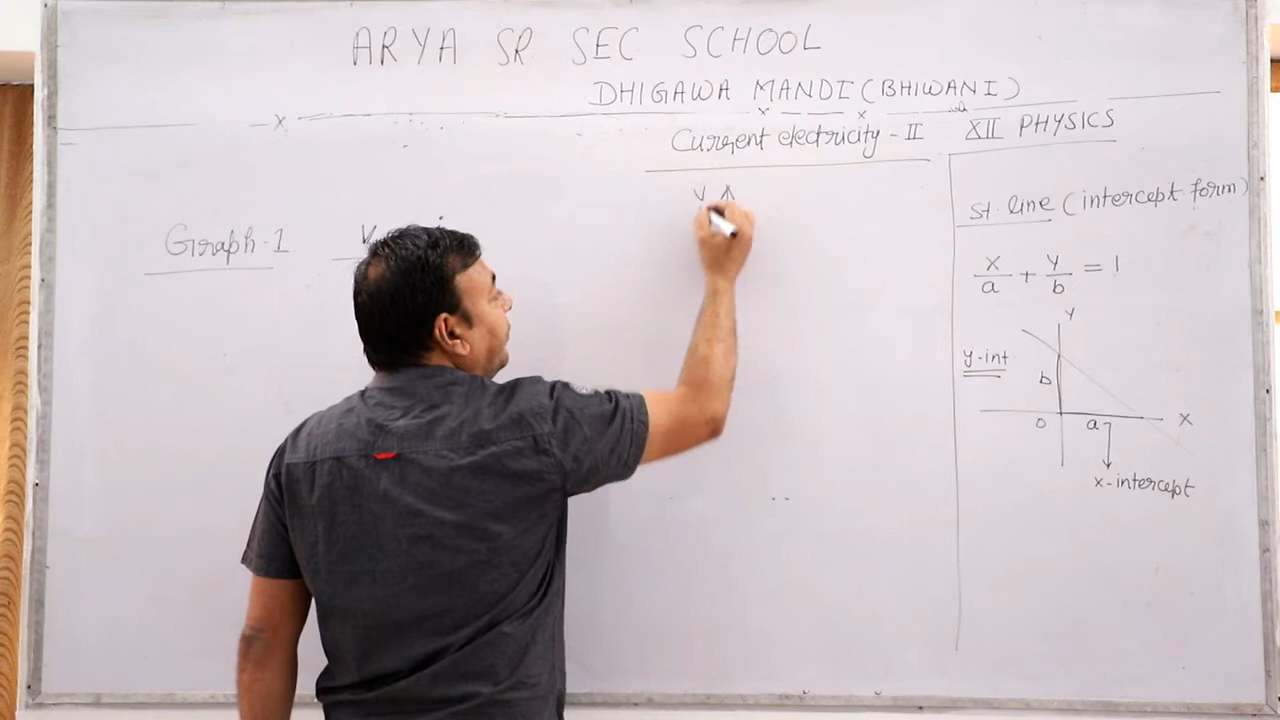 ARYA SR SEC SCHOOL
DHIGAWA MANDI (BHIWANI)
Current electricity - II
XII PHYSICS
Graph-1
V
V
St. line (intercept form)
x/a + y/b = 1
y
y-int
b
o
a
x
x-intercept